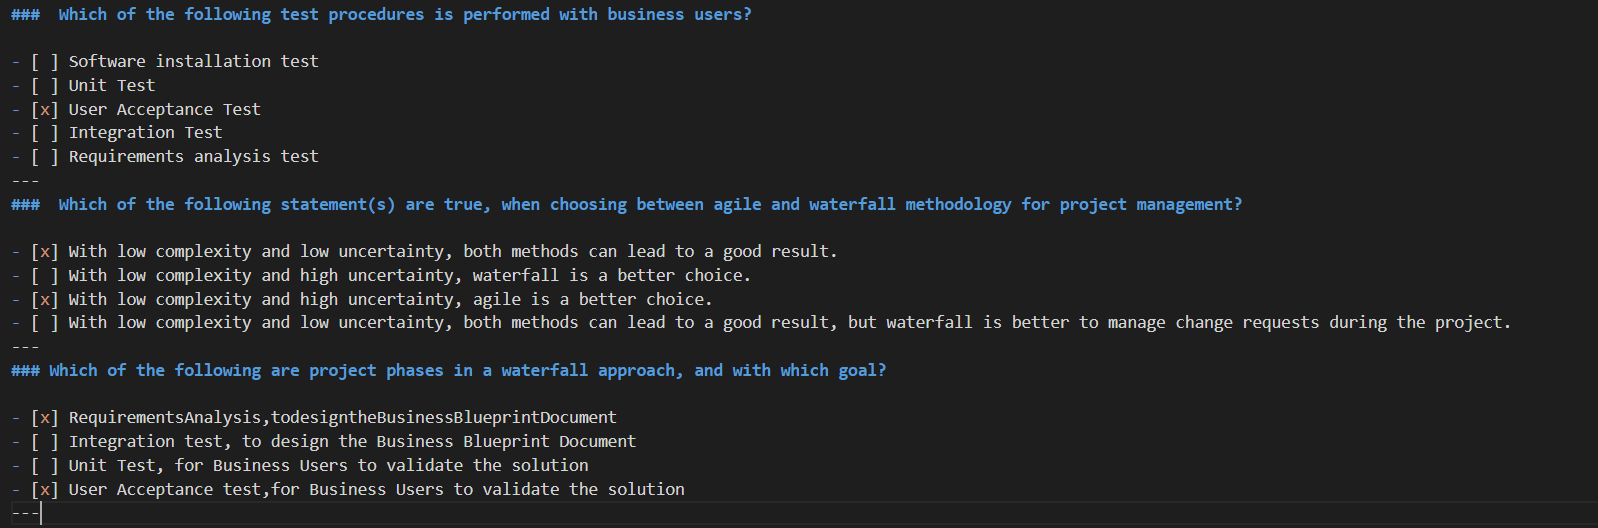 ###  Which of the following test procedures is performed with business users?
- [ ] Software installation test
- [ ] Unit Test
- [x] User Acceptance Test
- [ ] Integration Test
- [ ] Requirements analysis test
---
###  Which of the following statement(s) are true, when choosing between agile and waterfall methodology for project management?
- [x] With low complexity and low uncertainty, both methods can lead to a good result.
- [ ] With low complexity and high uncertainty, waterfall is a better choice.
- [x] With low complexity and high uncertainty, agile is a better choice.
- [ ] With low complexity and low uncertainty, both methods can lead to a good result, but waterfall is better to manage change requests during the project.
---
### Which of the following are project phases in a waterfall approach, and with which goal?
- [x] RequirementsAnalysis,todesigntheBusinessBlueprintDocument
- [ ] Integration test, to design the Business Blueprint Document
- [ ] Unit Test, for Business Users to validate the solution
- [x] User Acceptance test,for Business Users to validate the solution
---